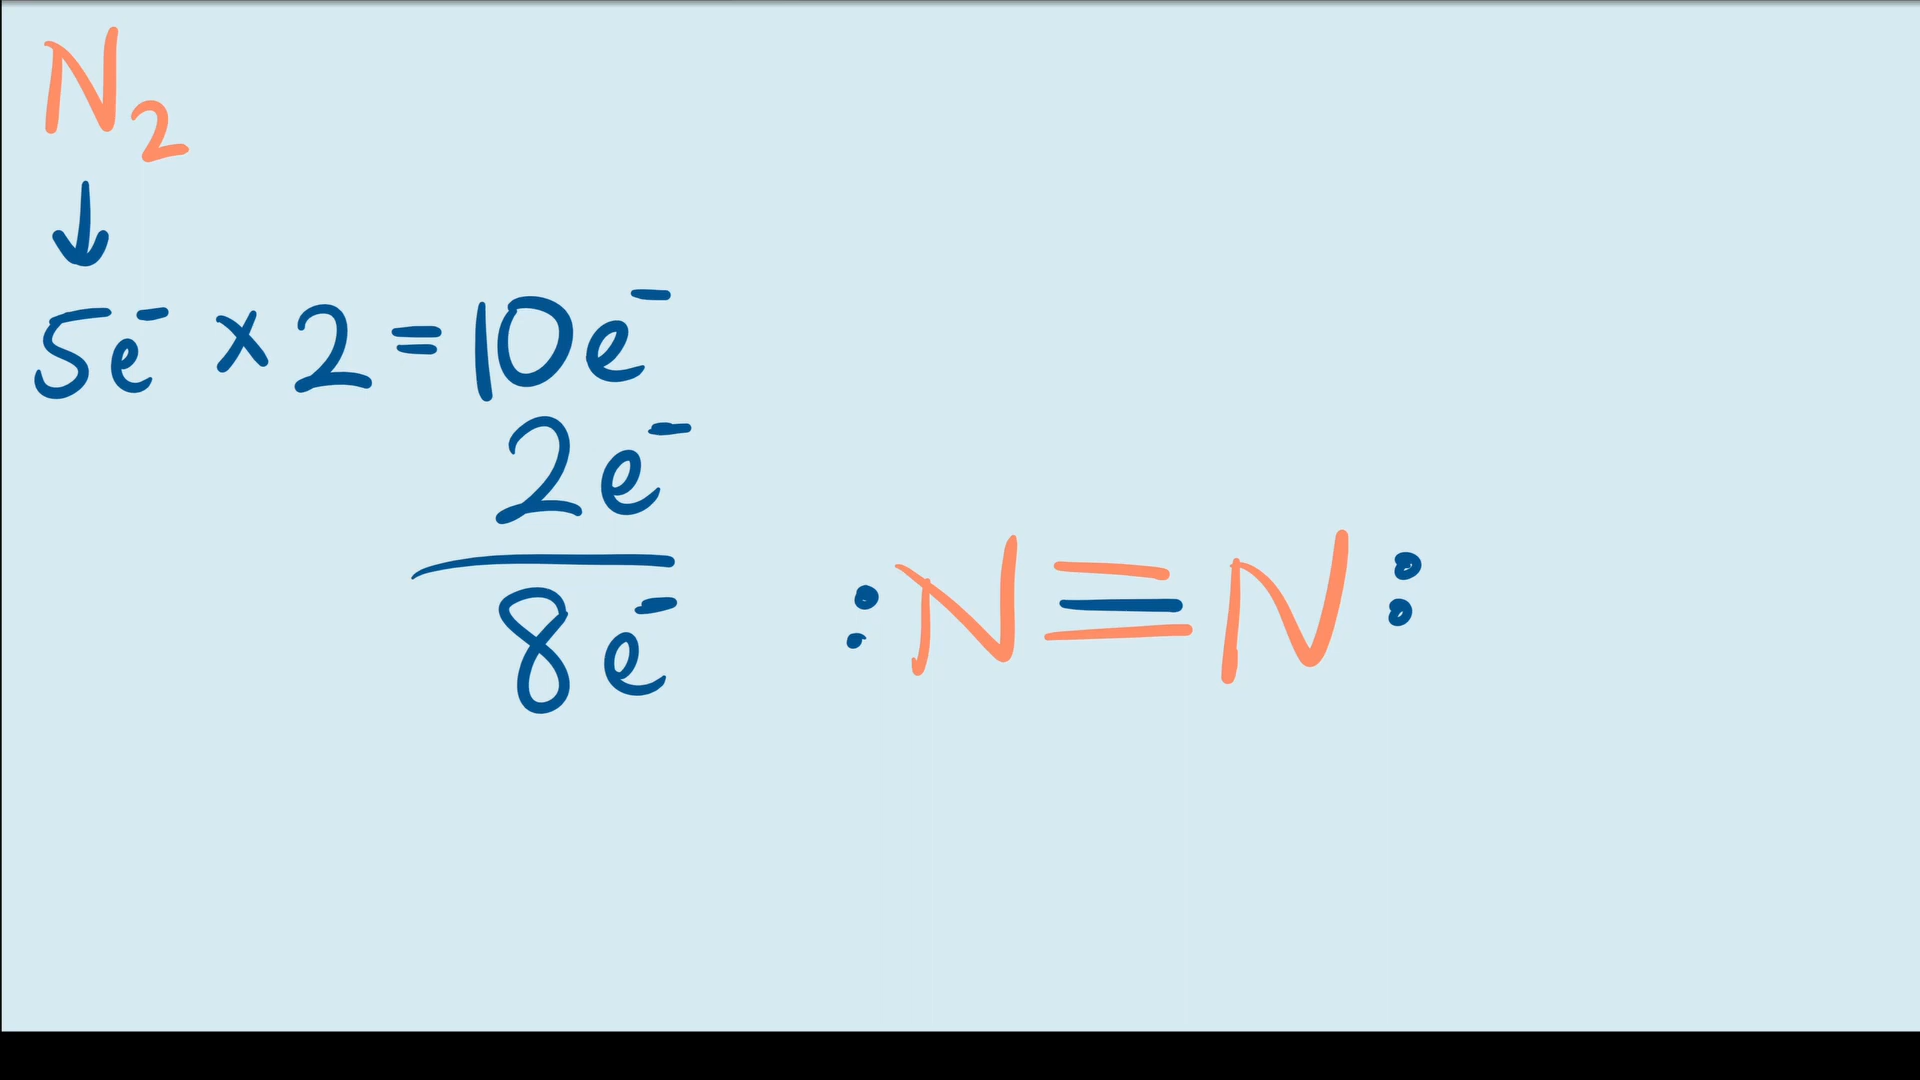 N₂
↓
5e⁻ × 2 = 10e⁻
2e⁻
8e⁻
:N≡N: